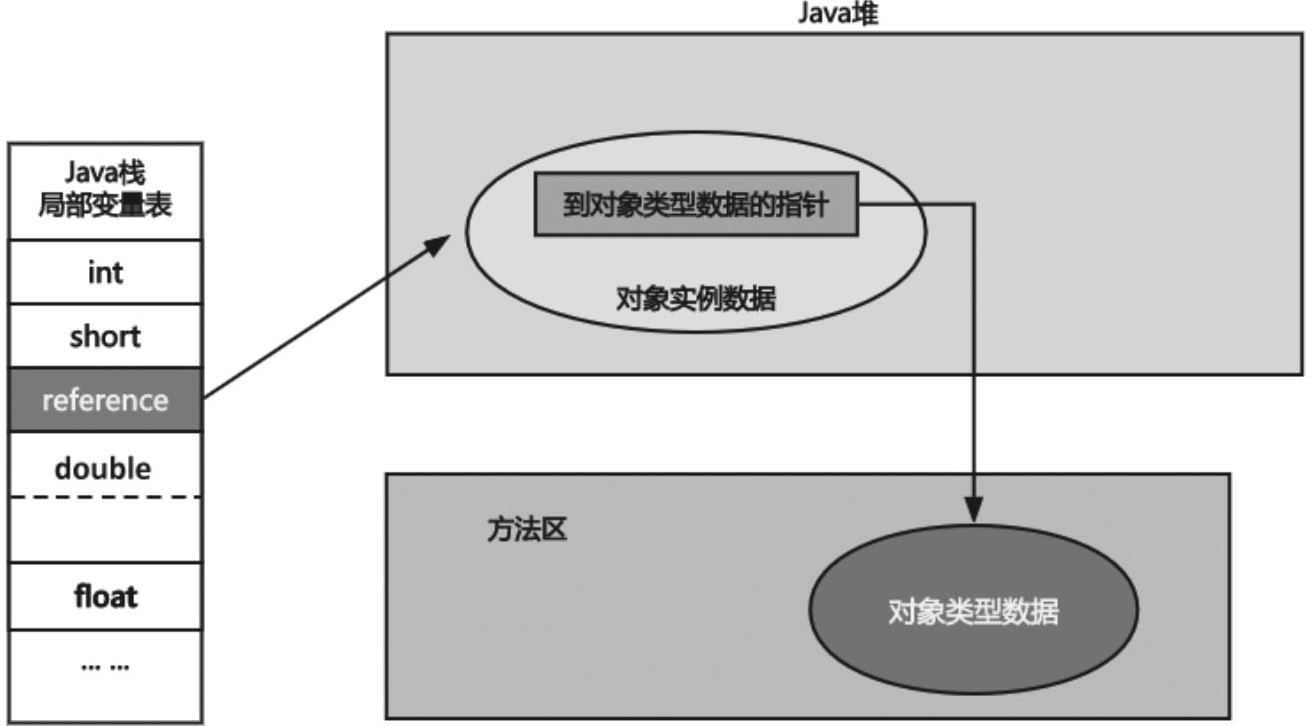 Java堆
Java栈
局部变量表
int
short
reference
double
float
... ...
到对象类型数据的指针
对象实例数据
方法区
对象类型数据